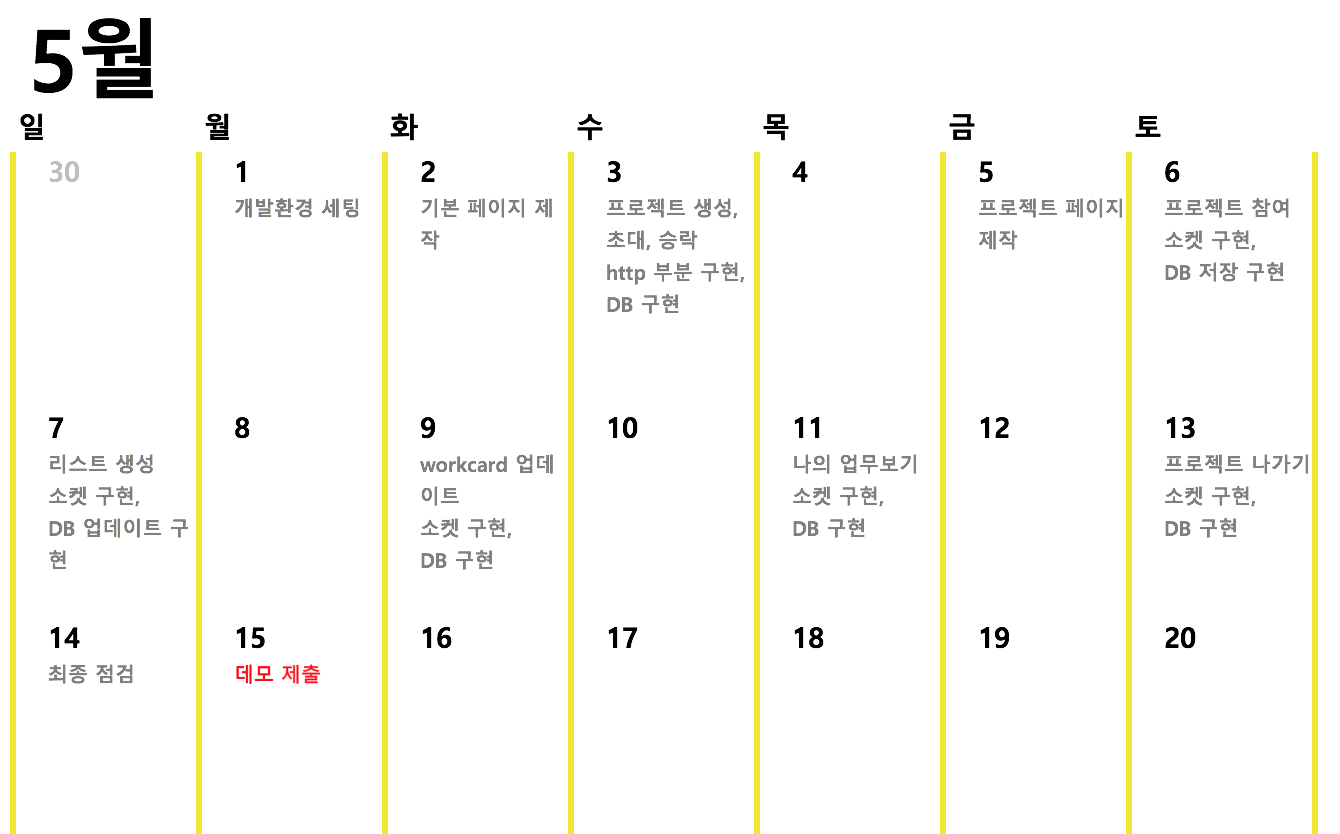 5월
일 월 화 수 목 금 토
30
1
개발환경 세팅
2
기본 페이지 제
작
3
프로젝트 생성,
초대, 승락
http 부분 구현,
DB 구현
4
5
프로젝트 페이지
제작
6
프로젝트 참여
소켓 구현,
DB 저장 구현
7
리스트 생성
소켓 구현,
DB 업데이트 구
현
8
9
workcard 업데
이트
소켓 구현,
DB 구현
10
11
나의 업무보기
소켓 구현,
DB 구현
12
13
프로젝트 나가기
소켓 구현,
DB 구현
14
최종 점검
15
데모 제출
16
17
18
19
20